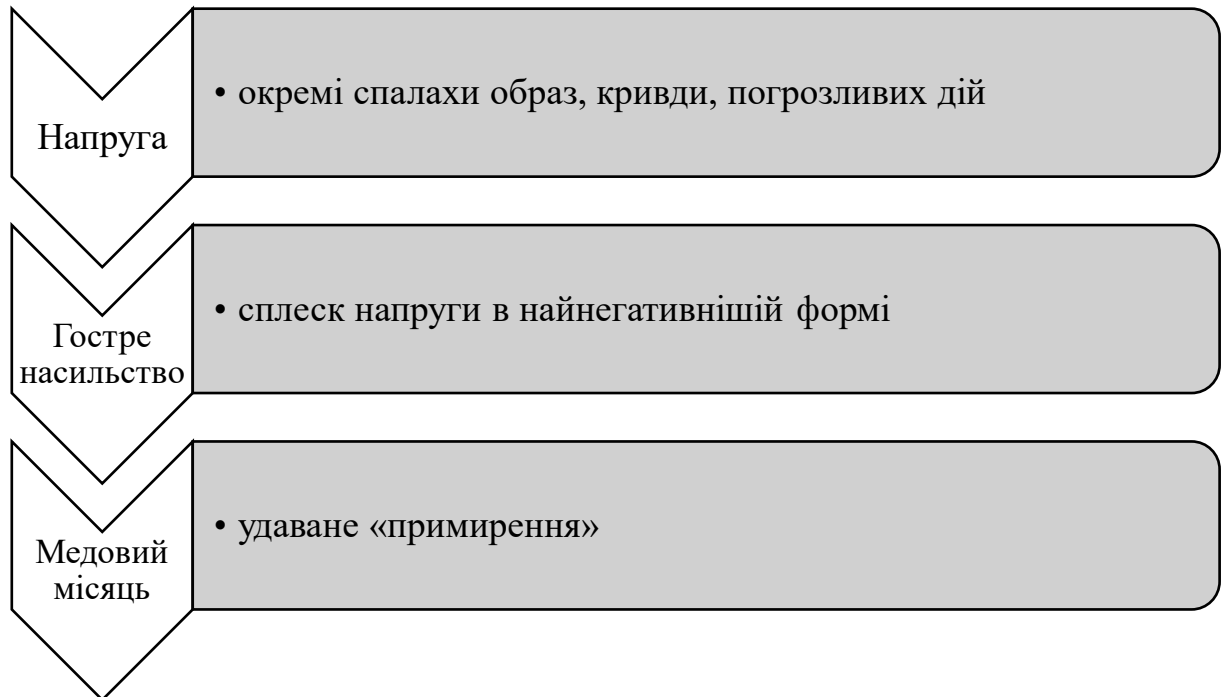 Напруга
• окремі спалахи образ, кривди, погрозливих дій
Гостре
насильство
• сплеск напруги в найнегативнішій формі
Медовий
місяць
• удаване «примирення»